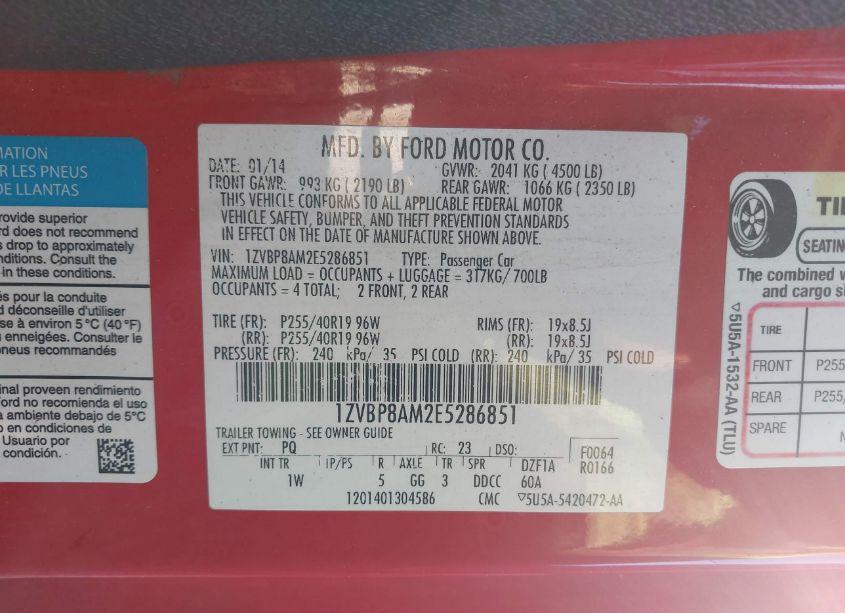 MATION
R LES PNEUS
DE LLANTAS
rovide superior
rd does not recommend
s drop to approximately
nditions. Consult the
in these conditions.
és pour la conduite
d déconseille d'utiliser
se à environ 5 °C (40 °F)
u enneigées. Consulter le
pneus recommandés
inal proveen rendimiento
ord no recomienda el uso
a ambiente debajo de 5°C
o en condiciones de
Usuario por
condición.
MFD. BY FORD MOTOR CO.
DATE: 01/14 GVWR: 2041 KG ( 4500 LB)
FRONT GAWR: 993 KG ( 2190 LB) REAR GAWR: 1066 KG ( 2350 LB)
THIS VEHICLE CONFORMS TO ALL APPLICABLE FEDERAL MOTOR
VEHICLE SAFETY, BUMPER, AND THEFT PREVENTION STANDARDS
IN EFFECT ON THE DATE OF MANUFACTURE SHOWN ABOVE.
VIN: 1ZVBP8AM2E5286851 TYPE: Passenger Car
MAXIMUM LOAD = OCCUPANTS + LUGGAGE = 317KG/ 700LB
OCCUPANTS = 4 TOTAL; 2 FRONT, 2 REAR
TIRE (FR): P255/40R19 96W RIMS (FR): 19x8.5J
(RR): P255/40R19 96W (RR): 19x8.5J
PRESSURE (FR): 240 kPa/ 35 PSI COLD (RR): 240 kPa/ 35 PSI COLD
1ZVBP8AM2E5286851
TRAILER TOWING - SEE OWNER GUIDE
EXT PNT: PQ RC: 23 DSO: F0064
R0166
INT TR TP/PS R AXLE TR SPR DZF1A
1W 5 GG 3 DDCC 60A
1201401304586 CMC ▽5U5A-5420472-AA
▽5U5A-1532-AA (TLU)
TI
SEATING
The combined
and cargo
TIRE
FRONT P255
REAR P255/
SPARE N